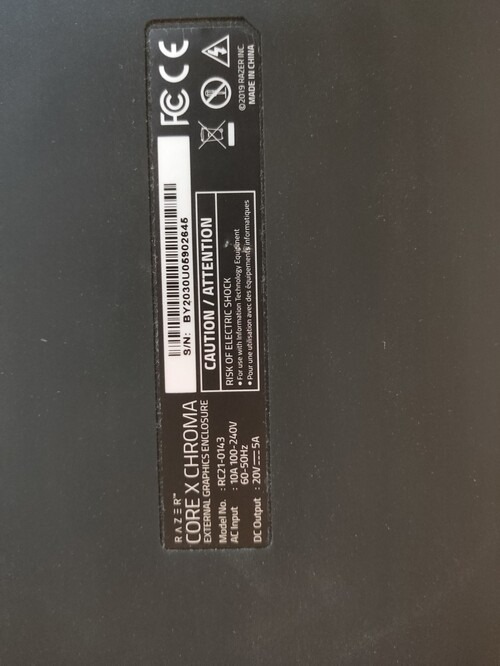 RAZER™
CORE X CHROMA
EXTERNAL GRAPHICS ENCLOSURE
Model No. : RC21-0143
AC Input : 10A 100-240V
60-50Hz
DC Output : 20V 5A
S/N: BY2030U05902645
CAUTION / ATTENTION
RISK OF ELECTRIC SHOCK
• For use with Information Technology Equipment
• Pour une utilisation avec des équipements informatiques
FC CE
©2019 RAZER INC.
MADE IN CHINA